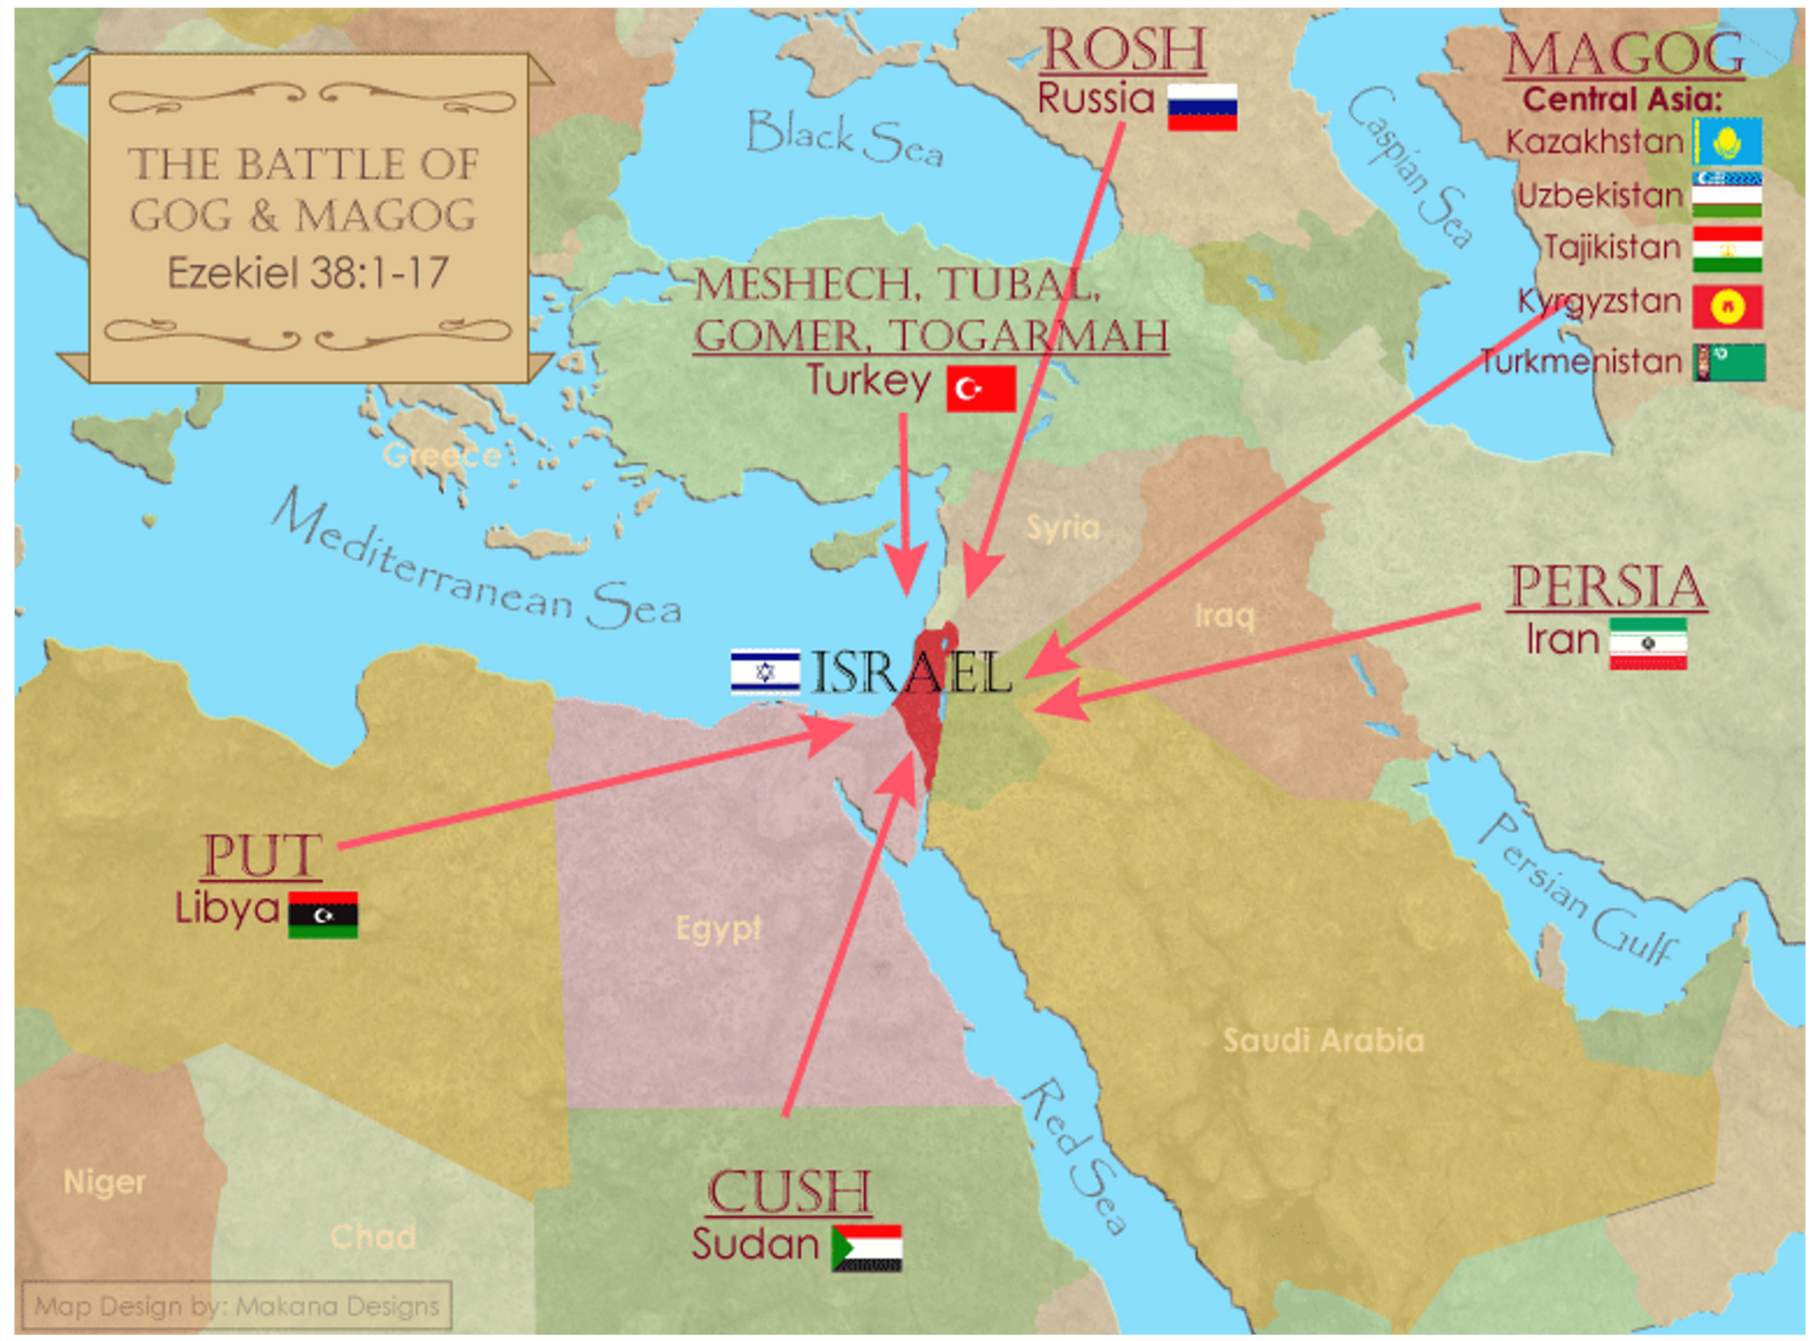 THE BATTLE OF
GOG & MAGOG
Ezekiel 38:1-17
ROSH
Russia
MAGOG
Central Asia:
Kazakhstan
Uzbekistan
Tajikistan
Kyrgyzstan
Turkmenistan
Black Sea
Caspian Sea
MESHECH, TUBAL,
GOMER, TOGARMAH
Turkey
Greece
Mediterranean Sea
Syria
Iraq
PERSIA
Iran
ISRAEL
PUT
Libya
Egypt
Persian Gulf
Saudi Arabia
Red Sea
CUSH
Sudan
Niger
Chad
Map Design by: Makana Designs